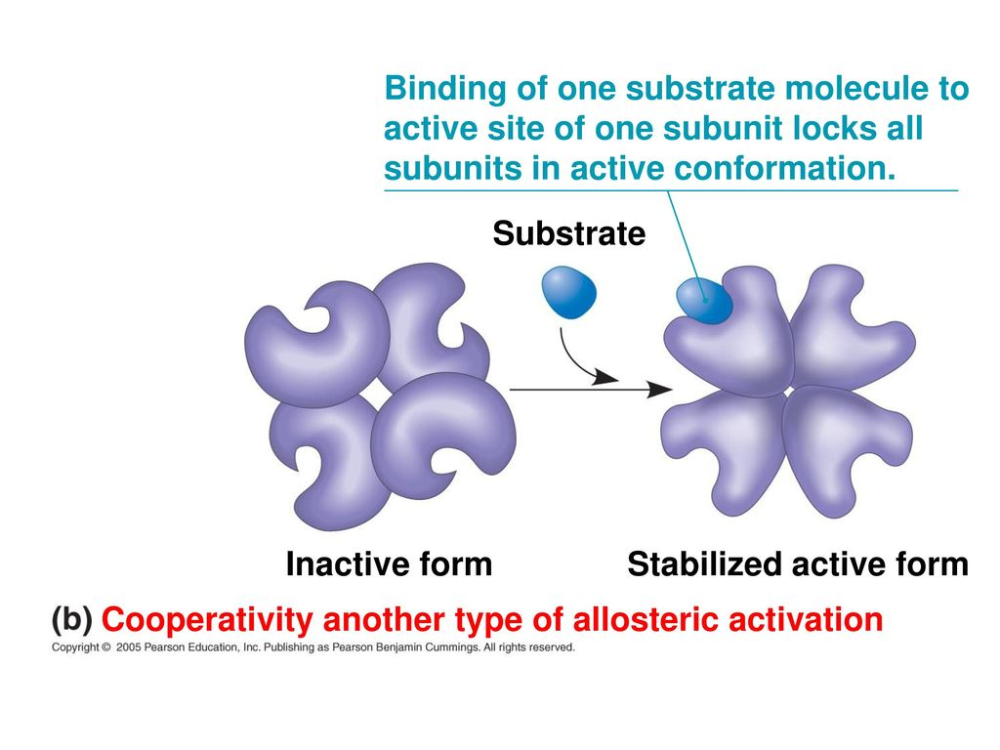 Binding of one substrate molecule to
active site of one subunit locks all
subunits in active conformation.
Substrate
Inactive form
Stabilized active form
(b) Cooperativity another type of allosteric activation
Copyright © 2005 Pearson Education, Inc. Publishing as Pearson Benjamin Cummings. All rights reserved.